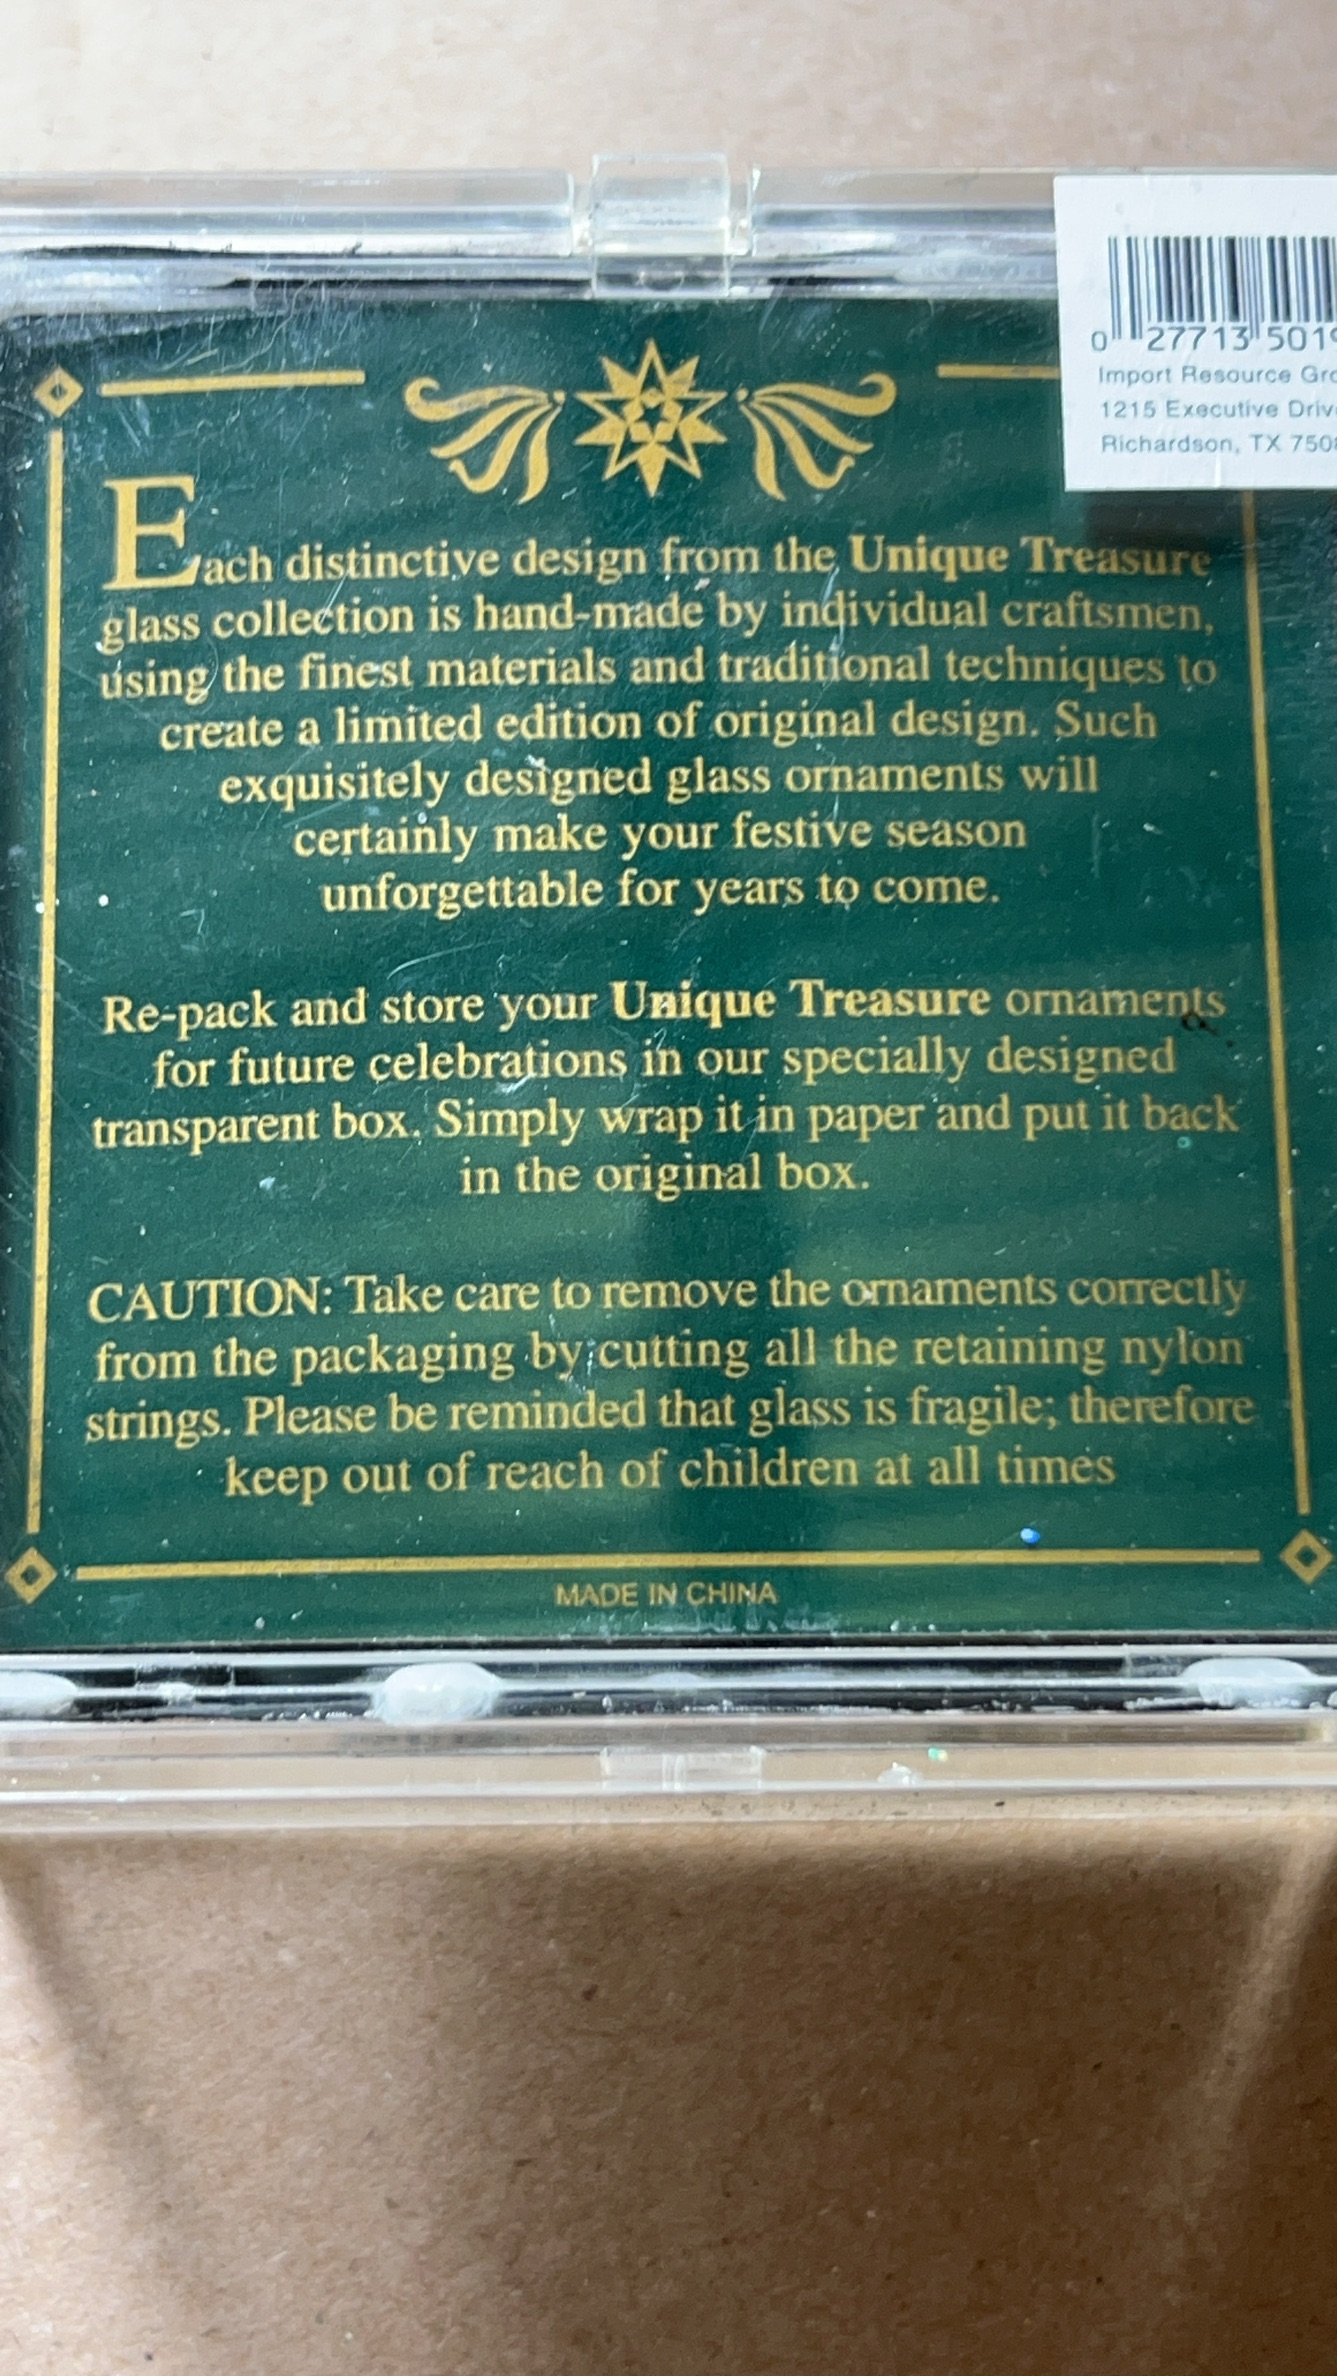 0 27713 501
Import Resource
1215 Executive
Richardson, TX
Each distinctive design from the Unique Treasure
glass collection is hand-made by individual craftsmen,
using the finest materials and traditional techniques to
create a limited edition of original design. Such
exquisitely designed glass ornaments will
certainly make your festive season
unforgettable for years to come.
Re-pack and store your Unique Treasure ornaments
for future celebrations in our specially designed
transparent box. Simply wrap it in paper and put it back
in the original box.
CAUTION: Take care to remove the ornaments correctly
from the packaging by cutting all the retaining nylon
strings. Please be reminded that glass is fragile; therefore
keep out of reach of children at all times
MADE IN CHINA